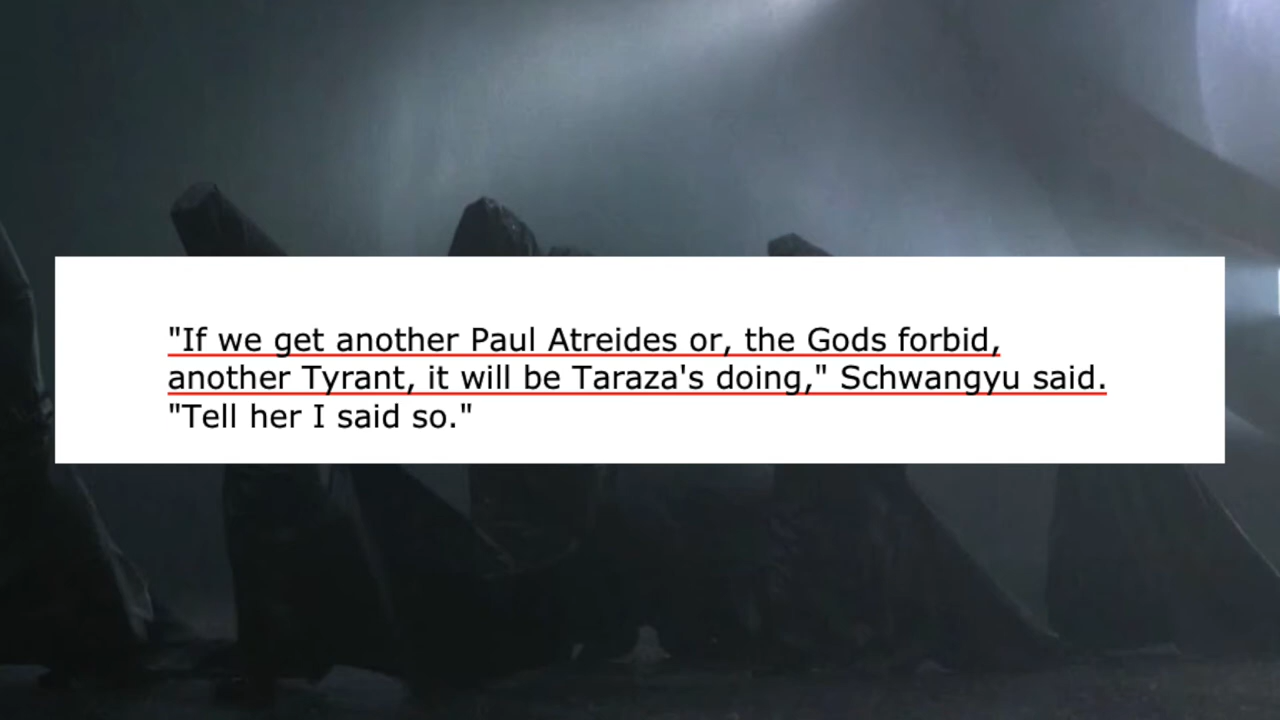 "If we get another Paul Atreides or, the Gods forbid,
another Tyrant, it will be Taraza's doing," Schwangyu said.
"Tell her I said so."